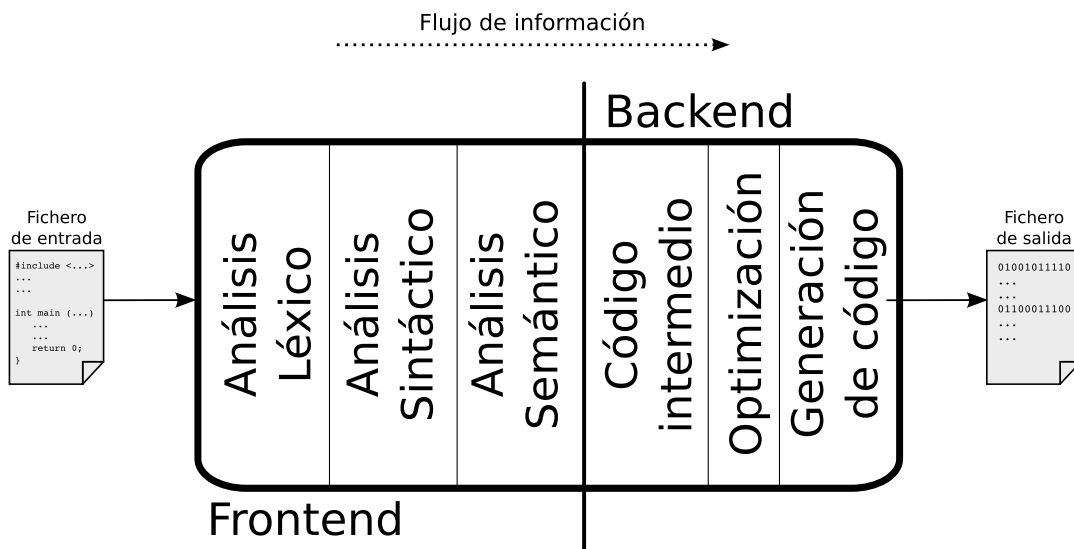 Flujo de información
Backend
Fichero
de entrada
#include <...>
...
...
int main (...)
...
...
return 0;
}
Análisis
Léxico
Análisis
Sintáctico
Análisis
Semántico
Código
intermedio
Optimización
Generación
de código
Fichero
de salida
01001011110
...
...
01100011100
...
...
Frontend